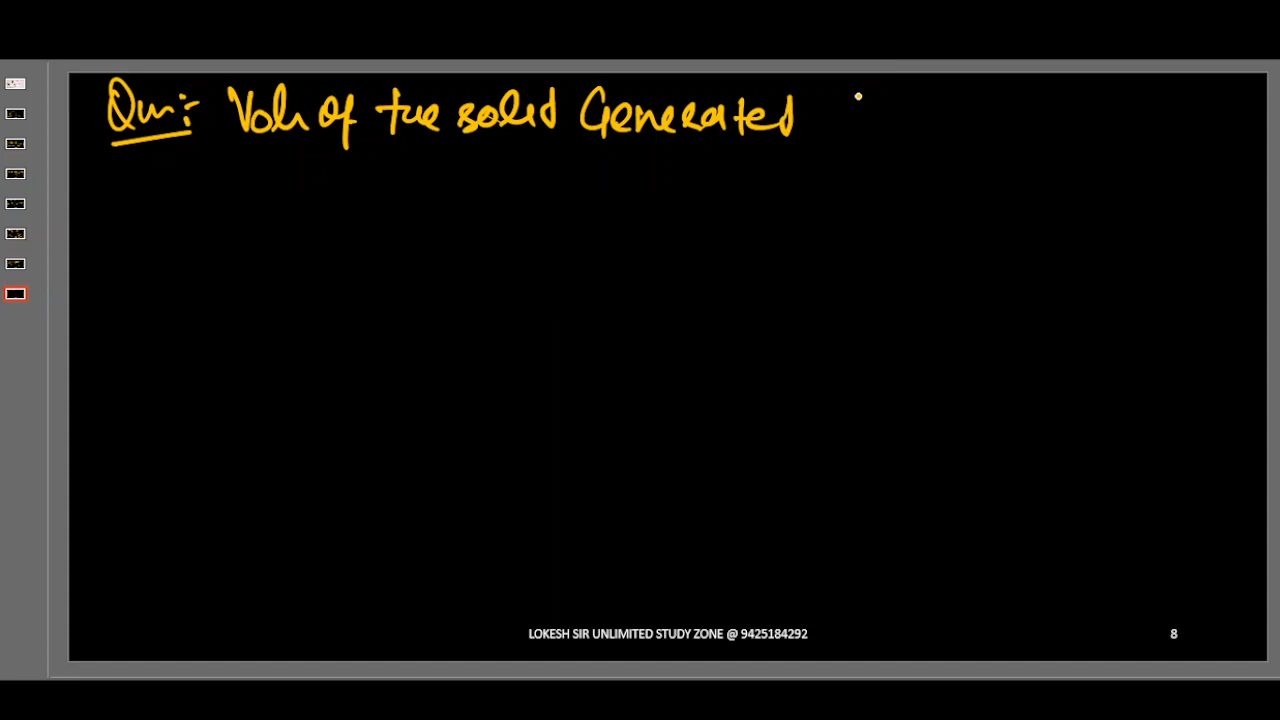 Qu:- Vol. of the solid Generated
LOKESH SIR UNLIMITED STUDY ZONE @ 9425184292
8